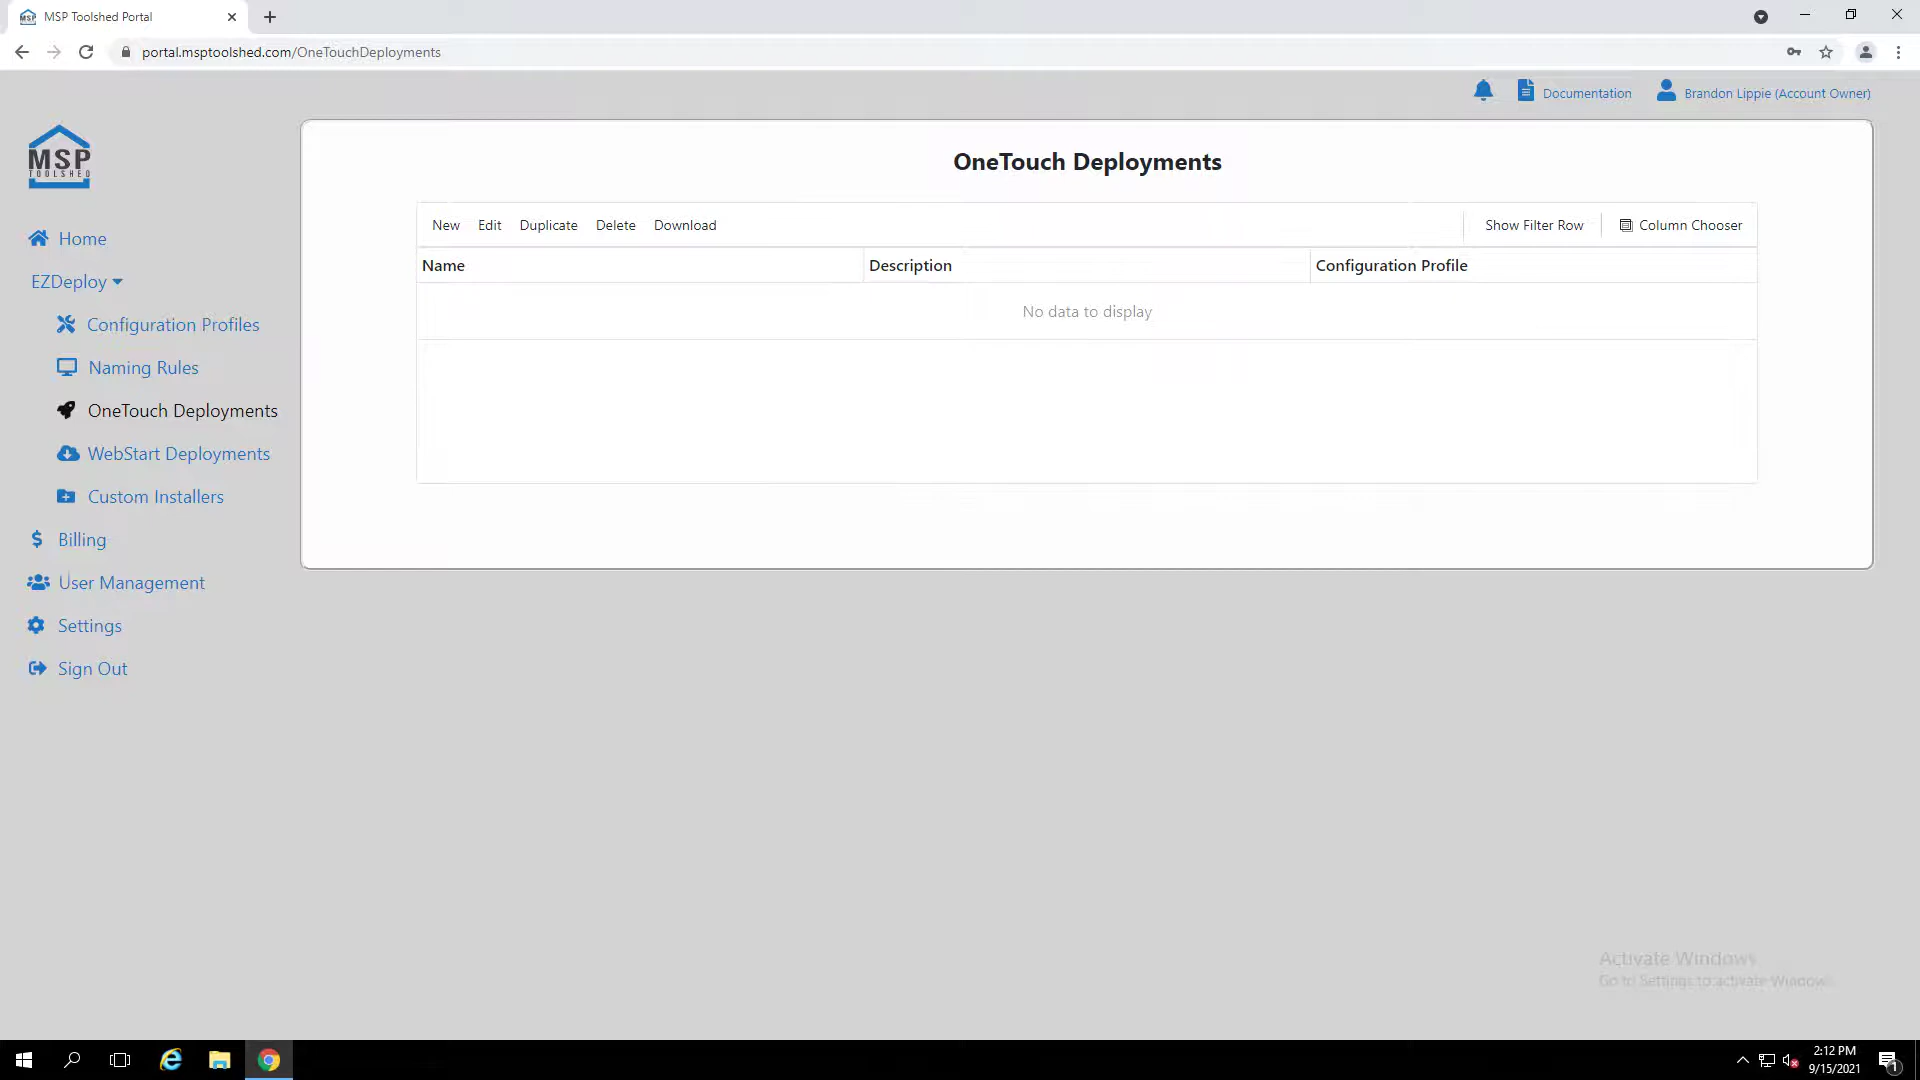 MSP Toolshed Portal
portal.msptoolshed.com/OneTouchDeployments
Documentation
Brandon Lippie (Account Owner)
MSP
TOOLSHED
Home
EZDeploy
Configuration Profiles
Naming Rules
OneTouch Deployments
WebStart Deployments
Custom Installers
Billing
User Management
Settings
Sign Out
OneTouch Deployments
New Edit Duplicate Delete Download Show Filter Row Column Chooser
Name Description Configuration Profile
No data to display
Activate Windows
Go to Settings to activate Windows.
2:12 PM
9/15/2021
1